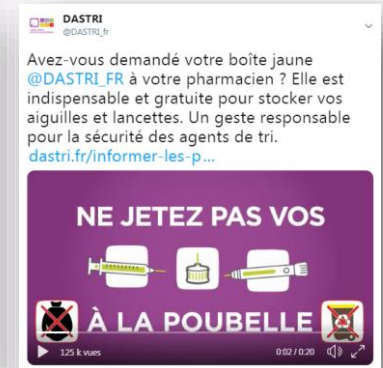 DASTRI
@DASTRI_fr
Avez-vous demandé votre boîte jaune
@DASTRI_FR à votre pharmacien ? Elle est
indispensable et gratuite pour stocker vos
aiguilles et lancettes. Un geste responsable
pour la sécurité des agents de tri.
dastri.fr/informer-les-p...
NE JETEZ PAS VOS
À LA POUBELLE
125 k vues
0:02 / 0:20